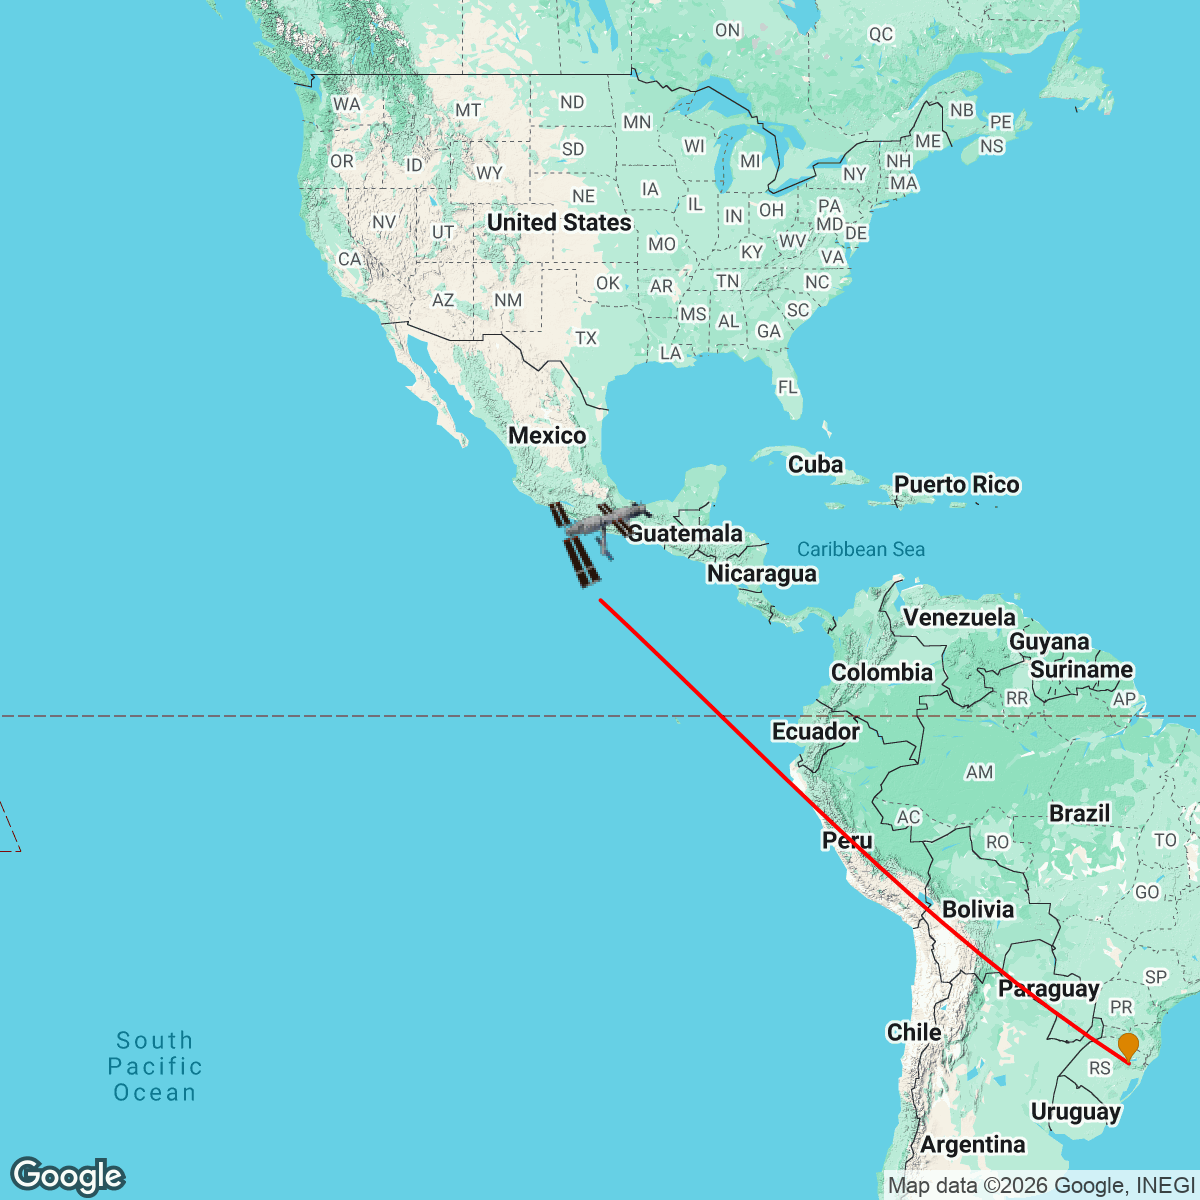 ON
QC
WA
MT
ND
MN
NB
PE
OR
ID
SD
WI
MI
ME
NS
WY
NH
NY
MA
NE
IA
IL
IN
OH
PA
NV
UT
United States
MD
DE
MO
KY
WV
VA
CA
OK
AR
TN
NC
AZ
NM
MS
SC
AL
GA
TX
LA
FL
Mexico
Cuba
Puerto Rico
Guatemala
Caribbean Sea
Nicaragua
Venezuela
Guyana
Colombia
Suriname
RR
AP
Ecuador
AM
AC
Brazil
Peru
RO
TO
GO
Bolivia
SP
Paraguay
PR
Chile
South
Pacific
Ocean
RS
Uruguay
Argentina
Google
Map data ©2026 Google, INEGI